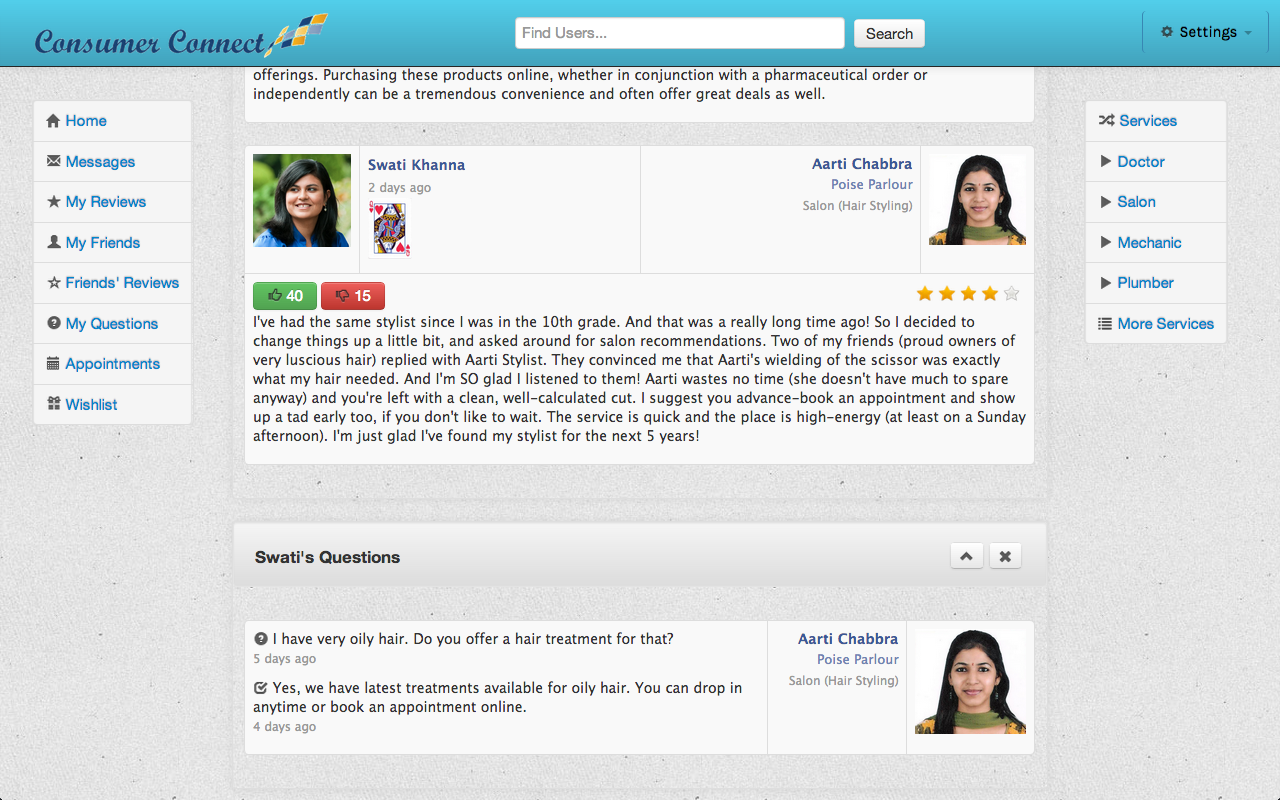 Consumer Connect
Find Users...
Search
Settings
Home
Messages
My Reviews
My Friends
Friends' Reviews
My Questions
Appointments
Wishlist
offerings. Purchasing these products online, whether in conjunction with a pharmaceutical order or
independently can be a tremendous convenience and often offer great deals as well.
Swati Khanna
2 days ago
Aarti Chabbra
Poise Parlour
Salon (Hair Styling)
40
15
I've had the same stylist since I was in the 10th grade. And that was a really long time ago! So I decided to
change things up a little bit, and asked around for salon recommendations. Two of my friends (proud owners of
very luscious hair) replied with Aarti Stylist. They convinced me that Aarti's wielding of the scissor was exactly
what my hair needed. And I'm SO glad I listened to them! Aarti wastes no time (she doesn't have much to spare
anyway) and you're left with a clean, well-calculated cut. I suggest you advance-book an appointment and show
up a tad early too, if you don't like to wait. The service is quick and the place is high-energy (at least on a Sunday
afternoon). I'm just glad I've found my stylist for the next 5 years!
Swati's Questions
I have very oily hair. Do you offer a hair treatment for that?
5 days ago
Yes, we have latest treatments available for oily hair. You can drop in
anytime or book an appointment online.
4 days ago
Aarti Chabbra
Poise Parlour
Salon (Hair Styling)
Services
Doctor
Salon
Mechanic
Plumber
More Services